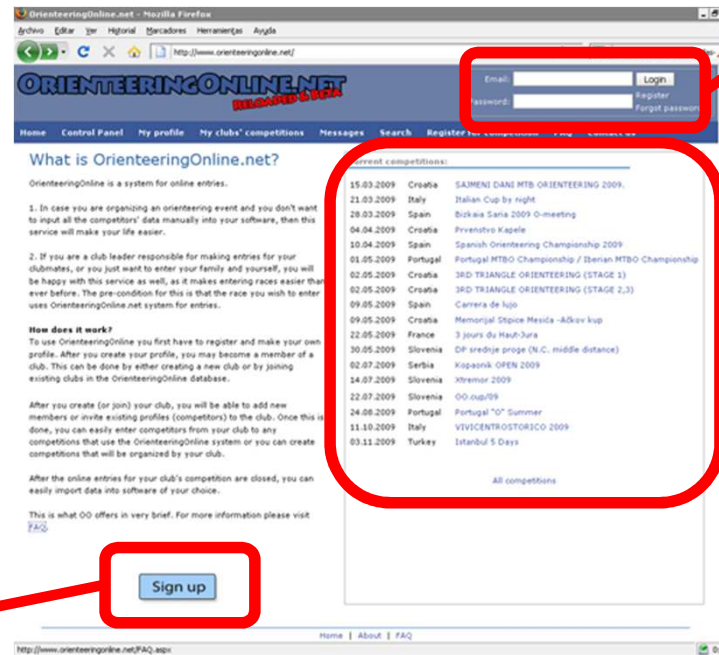 OrienteeringOnline.net - Mozilla Firefox
Archivo Editar Ver Historial Marcadores Herramientas Ayuda
http://www.orienteeringonline.net/
ORIENTEERINGONLINE.NET
RELOADED & BETA
Email: Login
Password: Register
Forgot password
Home Control Panel My profile My clubs' competitions Messages Search Register for competition FAQ Contact us
What is OrienteeringOnline.net?
OrienteeringOnline is a system for online entries.
1. In case you are organizing an orienteering event and you don't want
to input all the competitors' data manually into your software, then this
service will make your life easier.
2. If you are a club leader responsible for making entries for your
clubmates, or you just want to enter your family and yourself, you will
be happy with this service as well, as it makes entering races easier than
ever before. The pre-condition for this is that the race you wish to enter
uses OrienteeringOnline.net system for entries.
How does it work?
To use OrienteeringOnline you first have to register and make your own
profile. After you create your profile, you may become a member of a
club. This can be done by either creating a new club or by joining
existing clubs in the OrienteeringOnline database.
After you create (or join) your club, you will be able to add new
members or invite existing profiles (competitors) to the club. Once this is
done, you can easily enter competitors from your club to any
competitions that use the OrienteeringOnline system or you can create
competitions that will be organized by your club.
After the online entries for your club's competition are closed, you can
easily import data into software of your choice.
This is what OO offers in very brief. For more information please visit
FAQ.
Sign up
Current competitions:
15.03.2009 Croatia SAJMENI DANI MTB ORIENTEERING 2009.
21.03.2009 Italy Italian Cup by night
28.03.2009 Spain Bizkaia Saria 2009 O-meeting
04.04.2009 Croatia Prvenstvo Kapele
10.04.2009 Spain Spanish Orienteering Championship 2009
01.05.2009 Portugal Portugal MTBO Championship / Iberian MTBO Championship
02.05.2009 Croatia 3RD TRIANGLE ORIENTEERING (STAGE 1)
02.05.2009 Croatia 3RD TRIANGLE ORIENTEERING (STAGE 2,3)
09.05.2009 Spain Carrera de lujo
09.05.2009 Croatia Memorijal Stipice Mesića -Ačkov kup
22.05.2009 France 3 jours du Haut-Jura
30.05.2009 Slovenia DP srednje proge (N.C. middle distance)
02.07.2009 Serbia Kopaonik OPEN 2009
14.07.2009 Slovenia Xtremor 2009
22.07.2009 Slovenia OO.cup/09
24.08.2009 Portugal Portugal "O" Summer
11.10.2009 Italy VIVICENTROSTORICO 2009
03.11.2009 Turkey Istanbul 5 Days
All competitions
Home | About | FAQ
http://www.orienteeringonline.net/FAQ.aspx